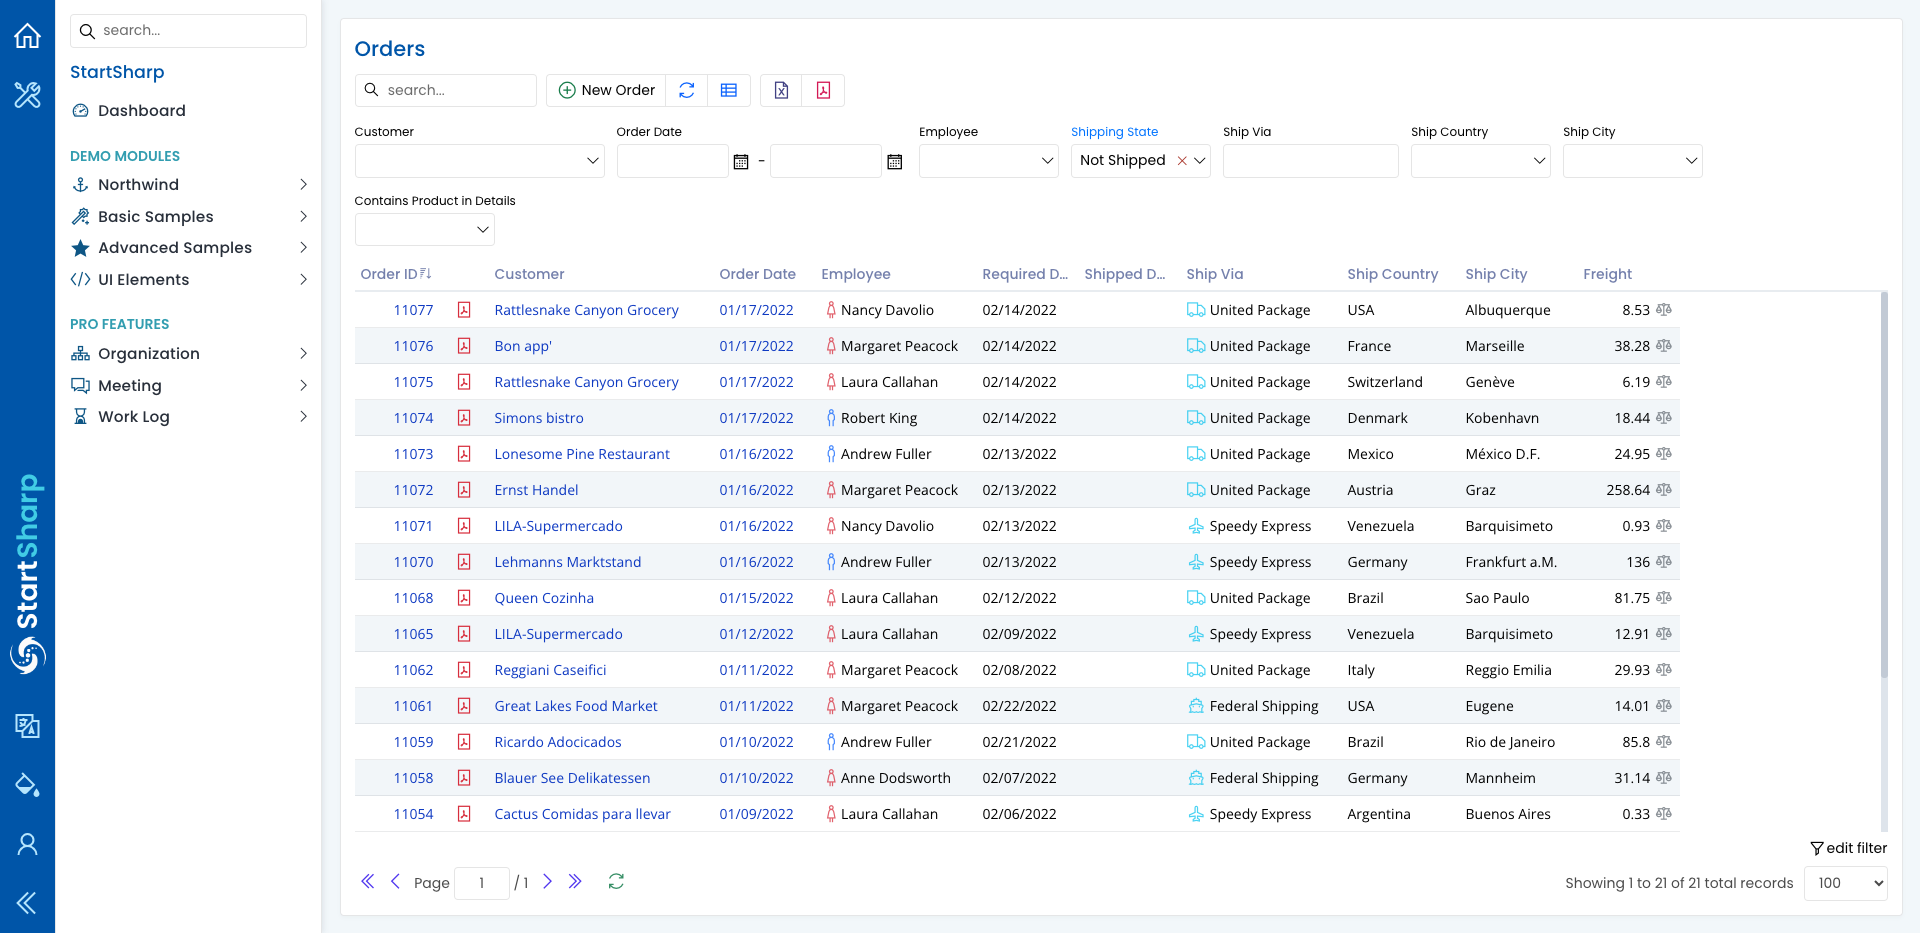 search...
StartSharp
Dashboard
DEMO MODULES
Northwind
Basic Samples
Advanced Samples
UI Elements
PRO FEATURES
Organization
Meeting
Work Log
StartSharp
Orders
search...
New Order
Customer Order Date Employee Shipping State Ship Via Ship Country Ship City
- Not Shipped
Contains Product in Details
Order ID Customer Order Date Employee Required D... Shipped D... Ship Via Ship Country Ship City Freight
11077 Rattlesnake Canyon Grocery 01/17/2022 Nancy Davolio 02/14/2022 United Package USA Albuquerque 8.53
11076 Bon app' 01/17/2022 Margaret Peacock 02/14/2022 United Package France Marseille 38.28
11075 Rattlesnake Canyon Grocery 01/17/2022 Laura Callahan 02/14/2022 United Package Switzerland Genève 6.19
11074 Simons bistro 01/17/2022 Robert King 02/14/2022 United Package Denmark Kobenhavn 18.44
11073 Lonesome Pine Restaurant 01/16/2022 Andrew Fuller 02/13/2022 United Package Mexico México D.F. 24.95
11072 Ernst Handel 01/16/2022 Margaret Peacock 02/13/2022 United Package Austria Graz 258.64
11071 LILA-Supermercado 01/16/2022 Nancy Davolio 02/13/2022 Speedy Express Venezuela Barquisimeto 0.93
11070 Lehmanns Marktstand 01/16/2022 Andrew Fuller 02/13/2022 Speedy Express Germany Frankfurt a.M. 136
11068 Queen Cozinha 01/15/2022 Laura Callahan 02/12/2022 United Package Brazil Sao Paulo 81.75
11065 LILA-Supermercado 01/12/2022 Laura Callahan 02/09/2022 Speedy Express Venezuela Barquisimeto 12.91
11062 Reggiani Caseifici 01/11/2022 Margaret Peacock 02/08/2022 United Package Italy Reggio Emilia 29.93
11061 Great Lakes Food Market 01/11/2022 Margaret Peacock 02/22/2022 Federal Shipping USA Eugene 14.01
11059 Ricardo Adocicados 01/10/2022 Andrew Fuller 02/21/2022 United Package Brazil Rio de Janeiro 85.8
11058 Blauer See Delikatessen 01/10/2022 Anne Dodsworth 02/07/2022 Federal Shipping Germany Mannheim 31.14
11054 Cactus Comidas para llevar 01/09/2022 Laura Callahan 02/06/2022 Speedy Express Argentina Buenos Aires 0.33
edit filter
Page 1 / 1 Showing 1 to 21 of 21 total records 100